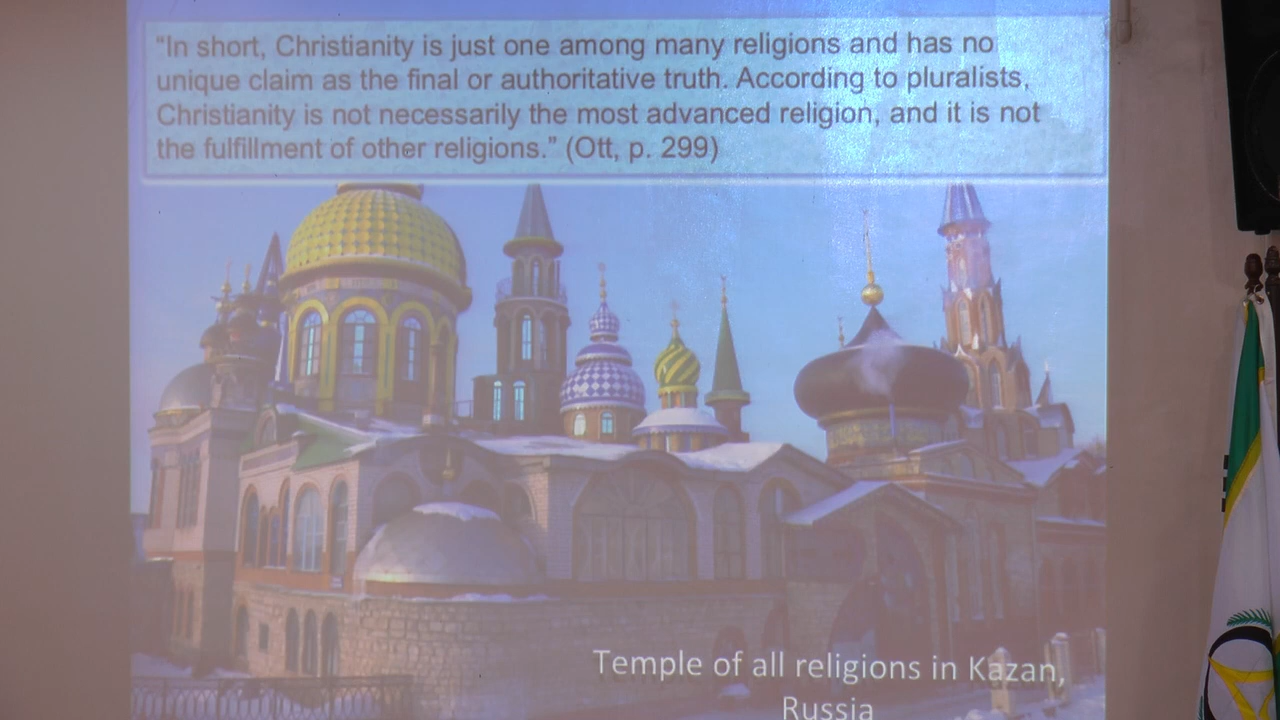 “In short, Christianity is just one among many religions and has no
unique claim as the final or authoritative truth. According to pluralists,
Christianity is not necessarily the most advanced religion, and it is not
the fulfillment of other religions.” (Ott, p. 299)
Temple of all religions in Kazan,
Russia